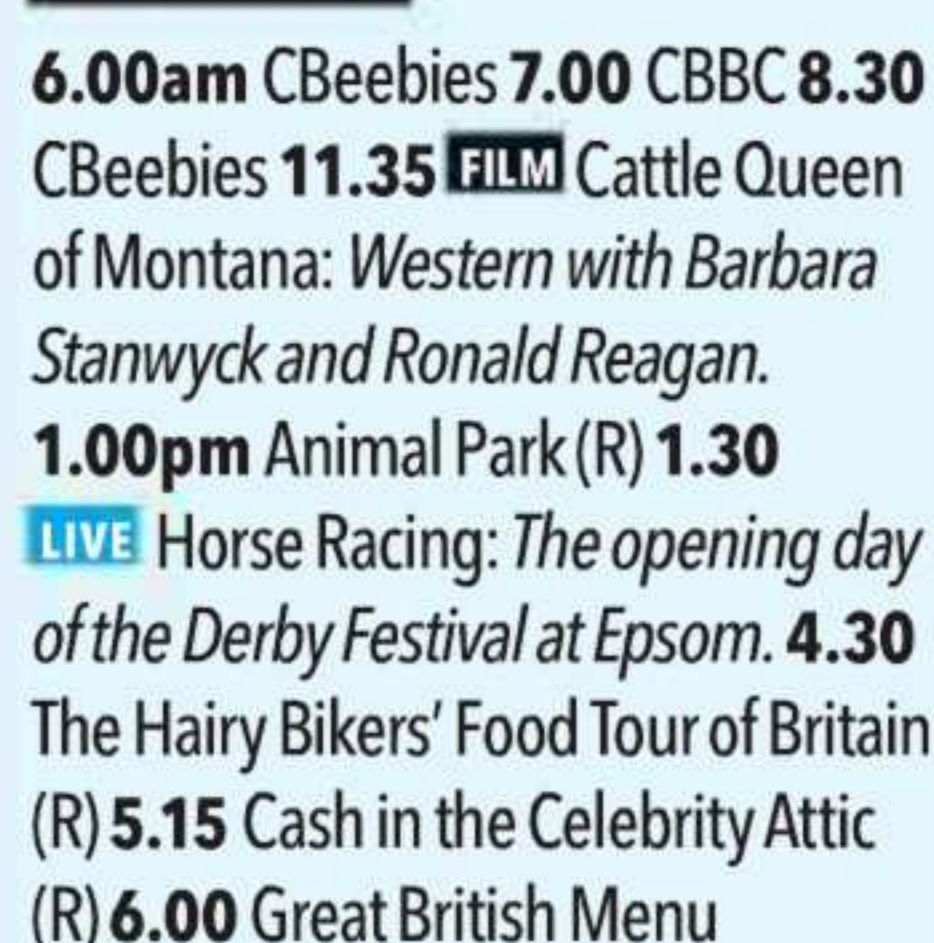 6.00am CBeebies 7.00 CBBC 8.30
CBeebies 11.35 FILM Cattle Queen
of Montana: Western with Barbara
Stanwyck and Ronald Reagan.
1.00pm Animal Park (R) 1.30
LIVE Horse Racing: The opening day
of the Derby Festival at Epsom. 4.30
The Hairy Bikers’ Food Tour of Britain
(R) 5.15 Cash in the Celebrity Attic
(R) 6.00 Great British Menu